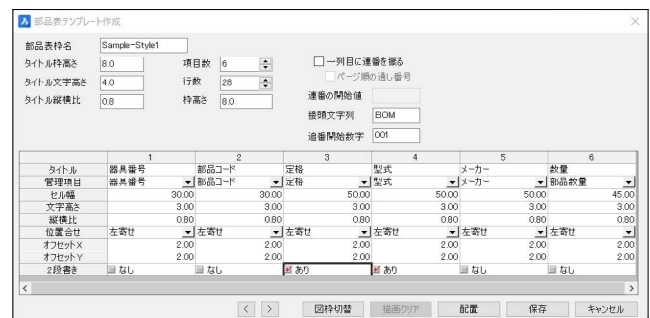 部品表テンプレート作成
部品表枠名 Sample-Style1
タイトル枠高さ 8.0 項目数 6 一列目に連番を振る
タイトル文字高さ 4.0 行数 28 ページ順の通し番号
タイトル縦横比 0.8 枠高さ 8.0 連番の開始値
接頭文字列 BOM
追番開始数字 001
1 2 3 4 5 6
タイトル 器具番号 部品コード 定格 型式 メーカー 数量
管理項目 器具番号 部品コード 定格 型式 メーカー 部品数量
セル幅 30.00 30.00 50.00 50.00 50.00 45.00
文字高さ 3.00 3.00 3.00 3.00 3.00 3.00
縦横比 0.80 0.80 0.80 0.80 0.80 0.80
位置合せ 左寄せ 左寄せ 左寄せ 左寄せ 左寄せ 左寄せ
オフセットX 2.00 2.00 2.00 2.00 2.00 2.00
オフセットY 2.00 2.00 2.00 2.00 2.00 2.00
2段書き なし なし あり あり なし なし
< > 図枠切替 描画クリア 配置 保存 キャンセル